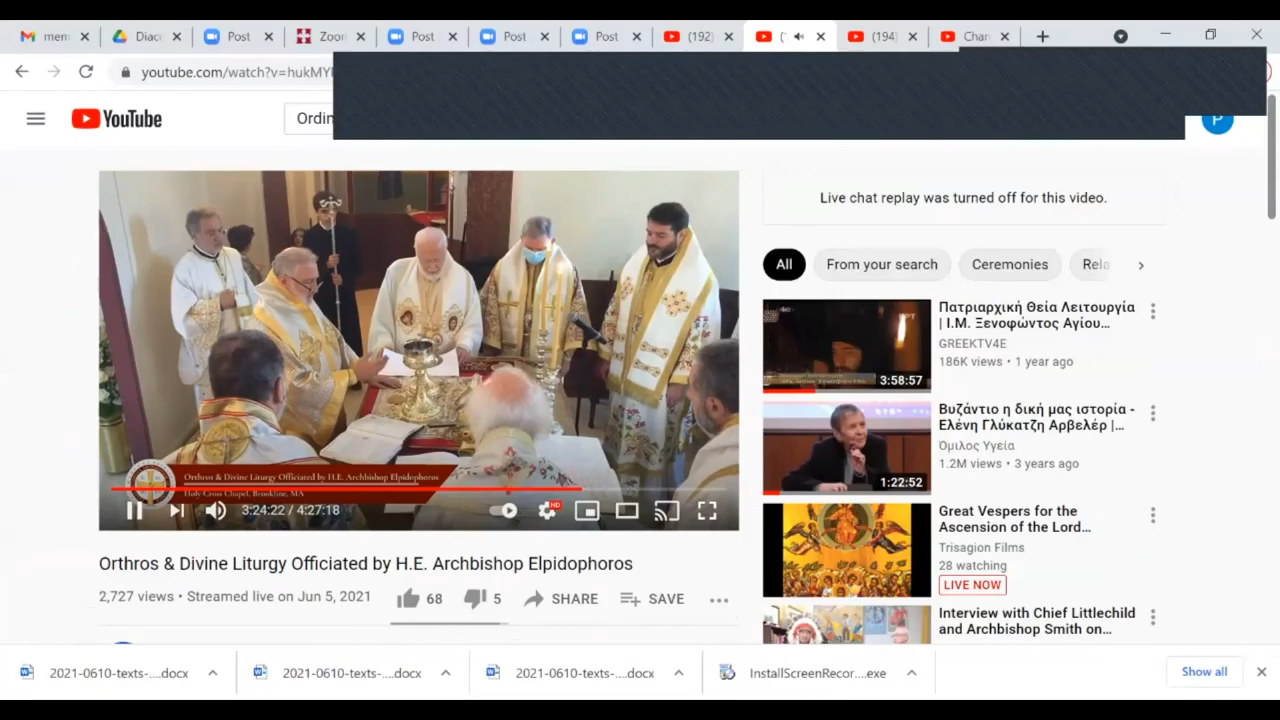 mem
Diac
Post
Zoon
Post
Post
Post
(192)
(194)
Char
youtube.com/watch?v=hukMY
YouTube
Ordin
P
Live chat replay was turned off for this video.
All
From your search
Ceremonies
Rela
Πατριαρχική Θεία Λειτουργία
| Ι.Μ. Ξενοφώντος Αγίου...
GREEKTV4E
186K views • 1 year ago
3:58:57
Βυζάντιο η δική μας ιστορία -
Ελένη Γλύκατζη Αρβελέρ |...
Όμιλος Υγεία
1.2M views • 3 years ago
1:22:52
Great Vespers for the
Ascension of the Lord...
Trisagion Films
28 watching
LIVE NOW
Interview with Chief Littlechild
and Archbishop Smith on...
Orthros & Divine Liturgy Officiated by H.E. Archbishop Elpidophoros
Holy Cross Chapel, Brookline, MA
3:24:22 / 4:27:18
HD
Orthros & Divine Liturgy Officiated by H.E. Archbishop Elpidophoros
2,727 views • Streamed live on Jun 5, 2021
68
5
SHARE
SAVE
2021-0610-texts-....docx
2021-0610-texts-....docx
2021-0610-texts-....docx
InstallScreenRecor....exe
Show all